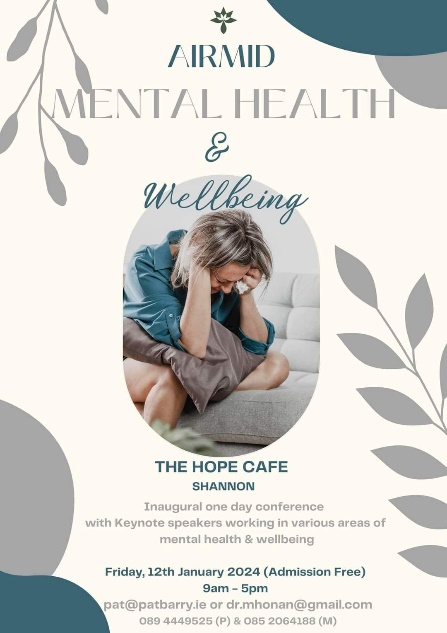 AIRMID
MENTAL HEALTH
&
Wellbeing
THE HOPE CAFE
SHANNON
Inaugural one day conference
with Keynote speakers working in various areas of
mental health & wellbeing
Friday, 12th January 2024 (Admission Free)
9am - 5pm
pat@patbarry.ie or dr.mhonan@gmail.com
089 4449525 (P) & 085 2064188 (M)